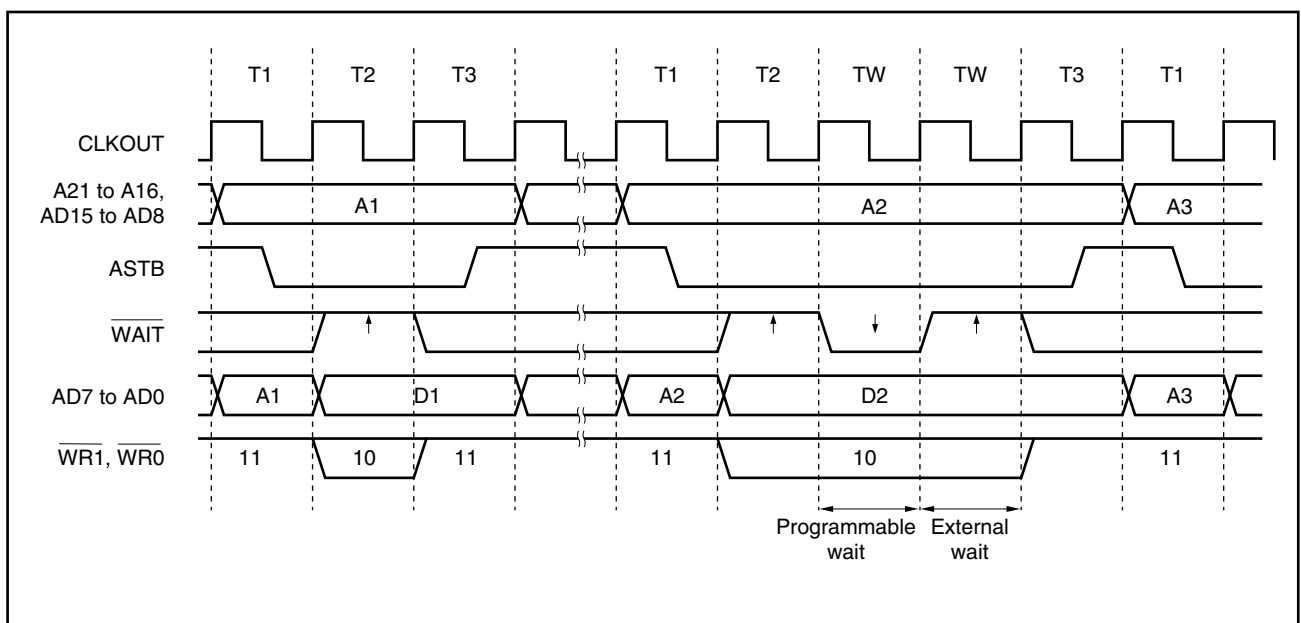 T1 T2 T3 T1 T2 TW TW T3 T1
CLKOUT
A21 to A16,
AD15 to AD8
A1 A2 A3
ASTB
WAIT
AD7 to AD0 A1 D1 A2 D2 A3
WR1, WR0 11 10 11 11 10 11
Programmable
wait
External
wait